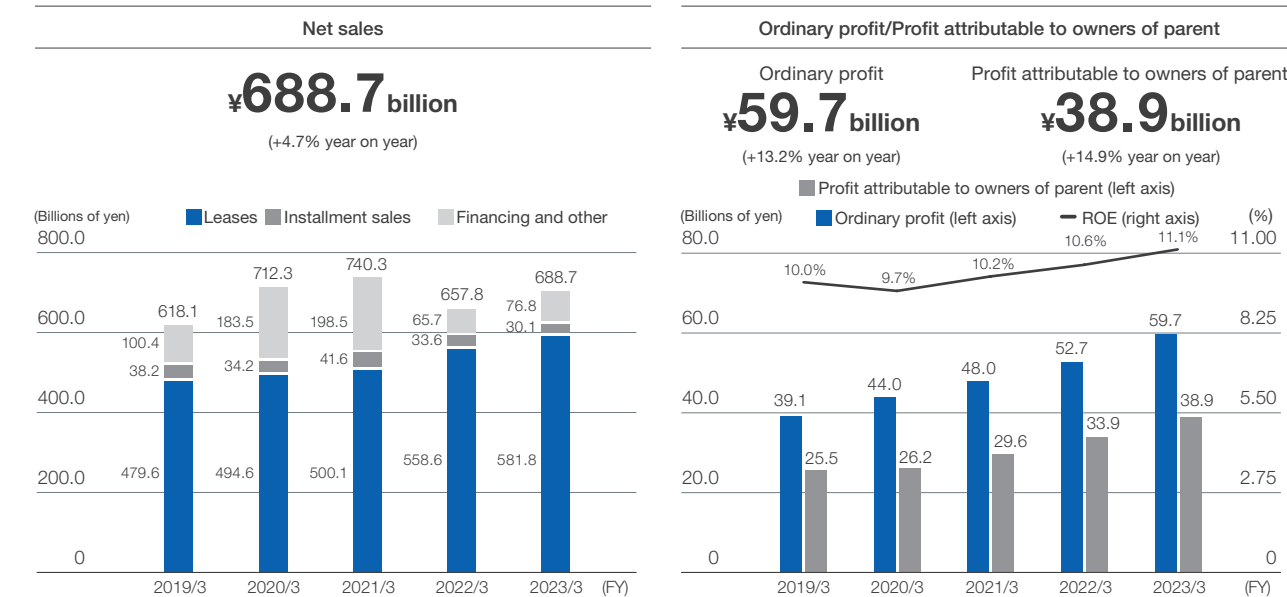 Net sales
¥688.7 billion
(+4.7% year on year)
(Billions of yen)
Leases
Installment sales
Financing and other
800.0
600.0
400.0
200.0
0
618.1
100.4
38.2
479.6
712.3
183.5
34.2
494.6
740.3
198.5
41.6
500.1
657.8
65.7
33.6
558.6
688.7
76.8
30.1
581.8
2019/3 2020/3 2021/3 2022/3 2023/3 (FY)
Ordinary profit/Profit attributable to owners of parent
Ordinary profit
¥59.7 billion
(+13.2% year on year)
Profit attributable to owners of parent
¥38.9 billion
(+14.9% year on year)
Profit attributable to owners of parent (left axis)
(Billions of yen)
Ordinary profit (left axis)
ROE (right axis)
(%)
80.0
60.0
40.0
20.0
0
11.00
8.25
5.50
2.75
0
10.0%
9.7%
10.2%
10.6%
11.1%
39.1
25.5
44.0
26.2
48.0
29.6
52.7
33.9
59.7
38.9
2019/3 2020/3 2021/3 2022/3 2023/3 (FY)